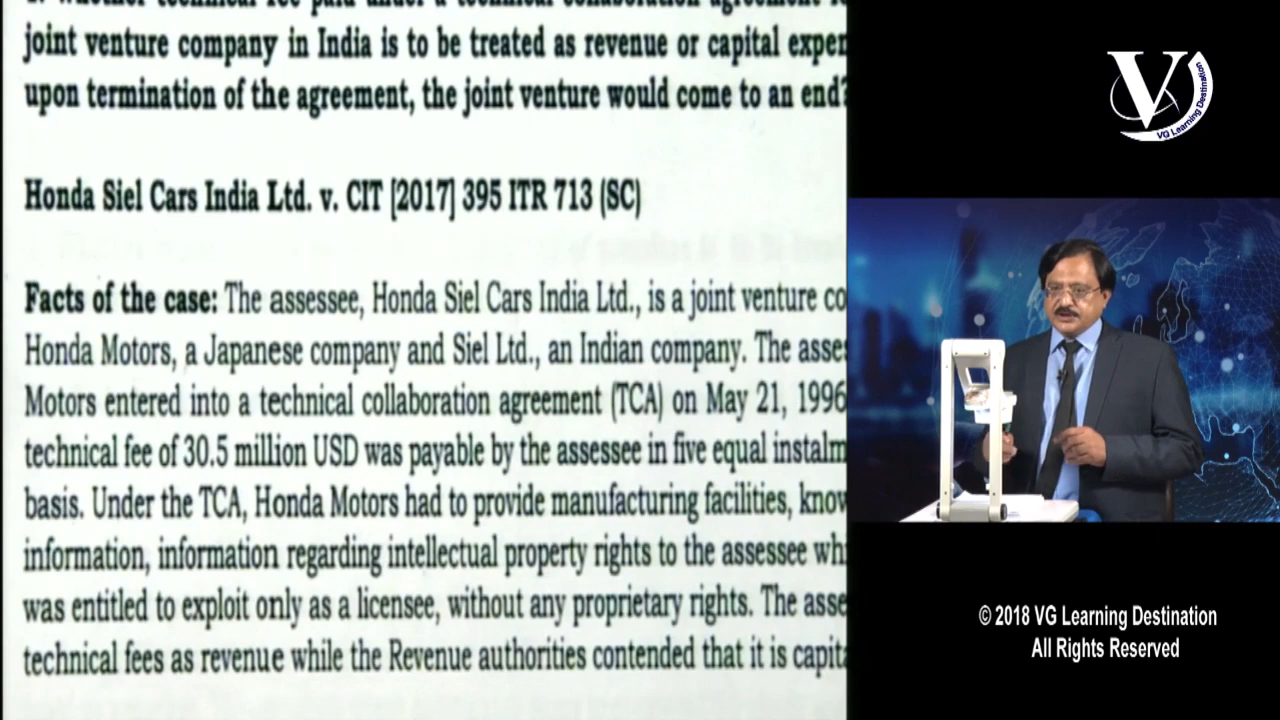 joint venture company in India is to be treated as revenue or capital exper
upon termination of the agreement, the joint venture would come to an end?
Honda Siel Cars India Ltd. v. CIT [2017] 395 ITR 713 (SC)
Facts of the case: The assessee, Honda Siel Cars India Ltd., is a joint venture co
Honda Motors, a Japanese company and Siel Ltd., an Indian company. The asse
Motors entered into a technical collaboration agreement (TCA) on May 21, 1996
technical fee of 30.5 million USD was payable by the assessee in five equal instalm
basis. Under the TCA, Honda Motors had to provide manufacturing facilities, know
information, information regarding intellectual property rights to the assessee wh
was entitled to exploit only as a licensee, without any proprietary rights. The asse
technical fees as revenue while the Revenue authorities contended that it is capita
V
VG Learning Destination
© 2018 VG Learning Destination
All Rights Reserved